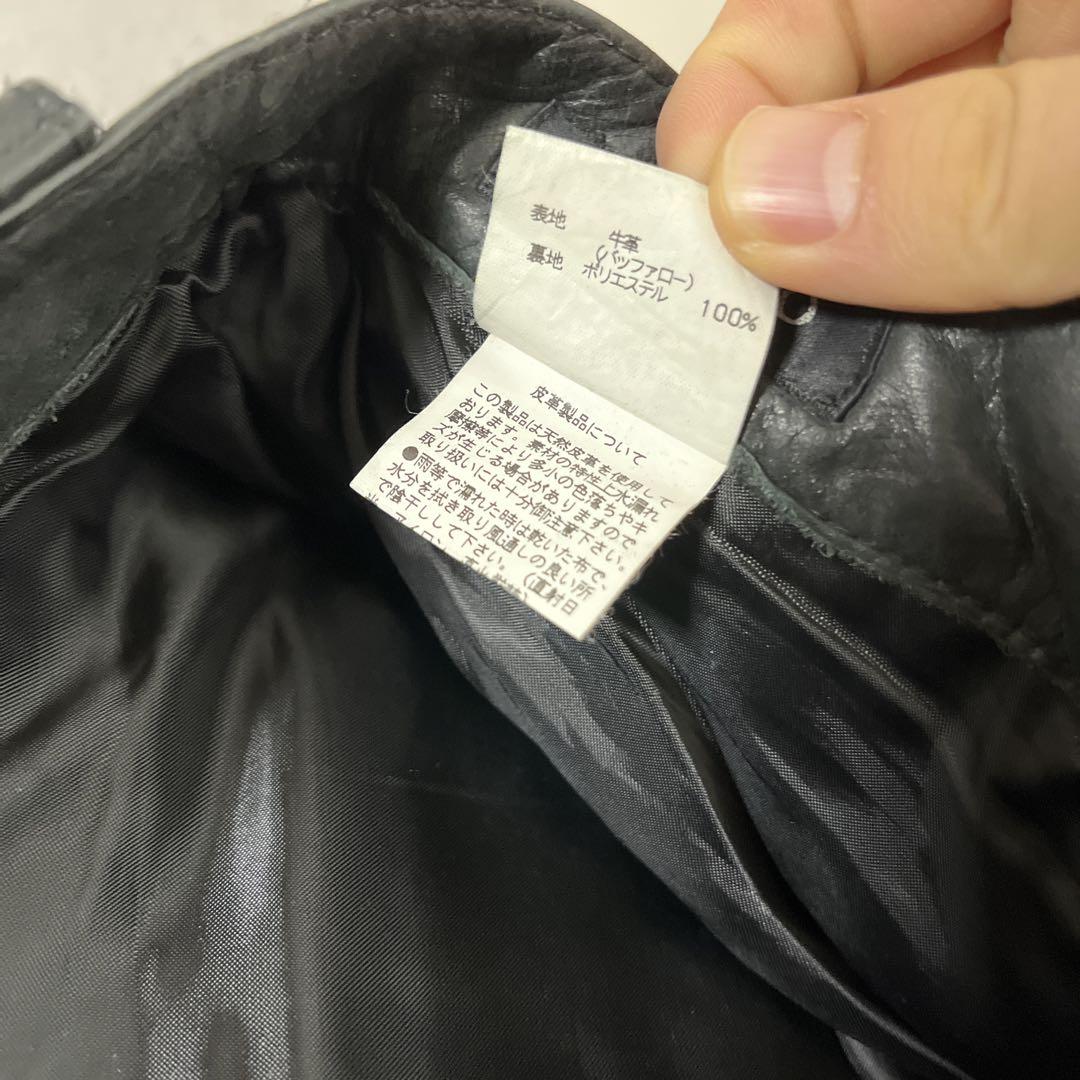 表地 牛革
(バッファロー)
裏地 ポリエステル 100%
皮革製品について
この製品は天然皮革を使用して
おります。素材の特性上水濡れ
摩擦等により多少の色落ちやキ
ズが生じる場合がありますので
取り扱いには十分御注意下さい。
●雨等で濡れた時は乾いた布で、
水分を拭き取り風通しの良い所
で陰干しして下さい。(直射日